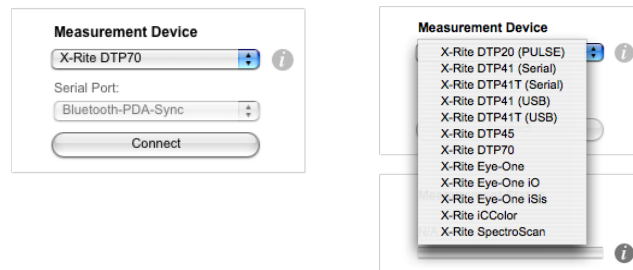 Measurement Device
X-Rite DTP70
Serial Port:
Bluetooth-PDA-Sync
Connect
Measurement Device
X-Rite DTP20 (PULSE)
X-Rite DTP41 (Serial)
X-Rite DTP41T (Serial)
X-Rite DTP41 (USB)
X-Rite DTP41T (USB)
X-Rite DTP45
X-Rite DTP70
X-Rite Eye-One
X-Rite Eye-One iO
X-Rite Eye-One iSis
X-Rite iCColor
X-Rite SpectroScan